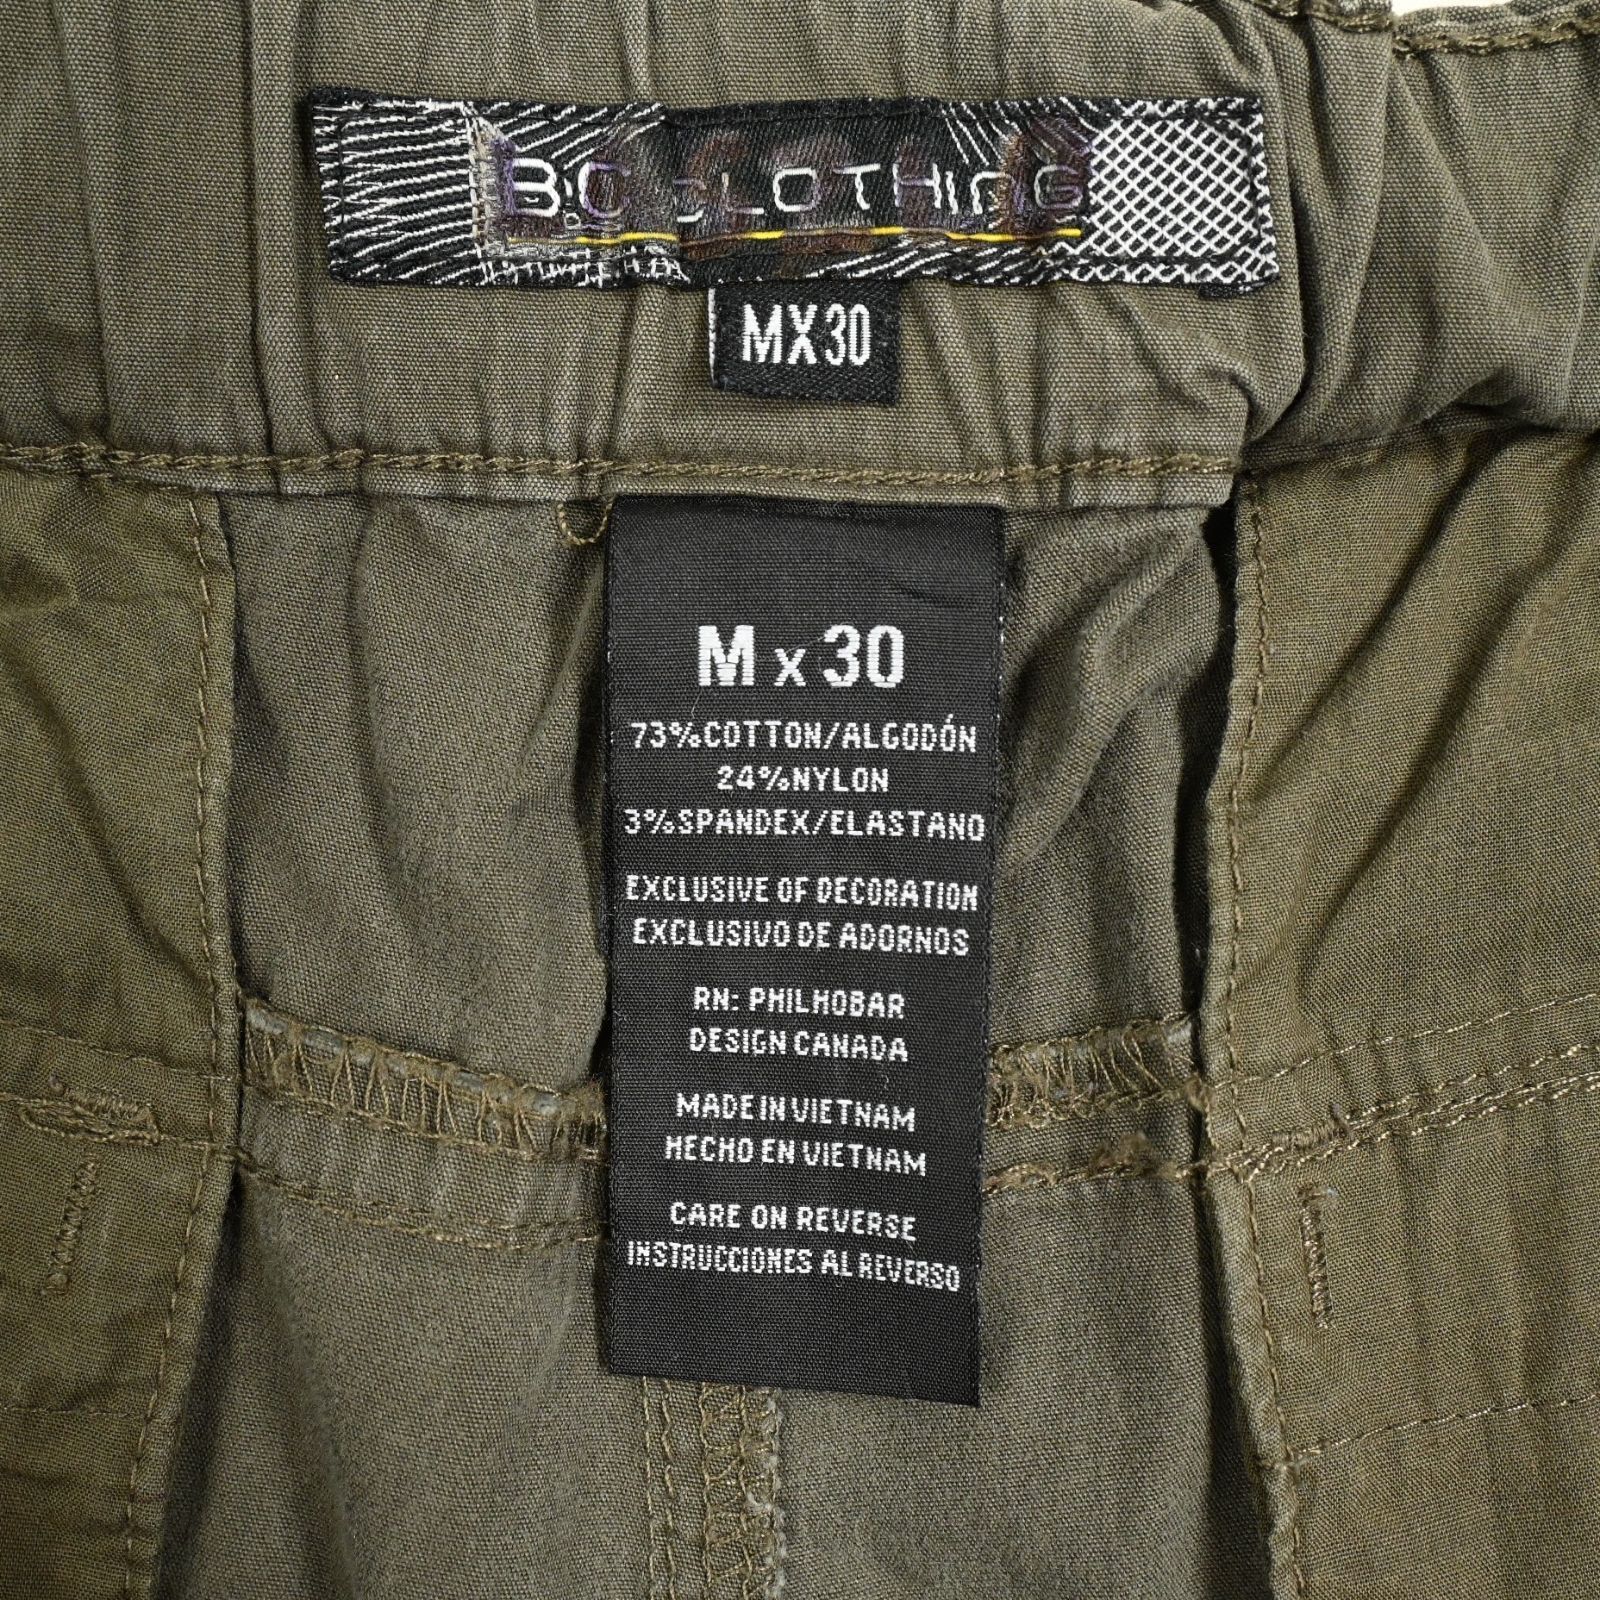 BC CLOTHING
MX30
M x 30
73%COTTON/ALGODÓN
24%NYLON
3%SPANDEX/ELASTANO
EXCLUSIVE OF DECORATION
EXCLUSIVO DE ADORNOS
RN: PHILHOBAR
DESIGN CANADA
MADE IN VIETNAM
HECHO EN VIETNAM
CARE ON REVERSE
INSTRUCCIONES AL REVERSO